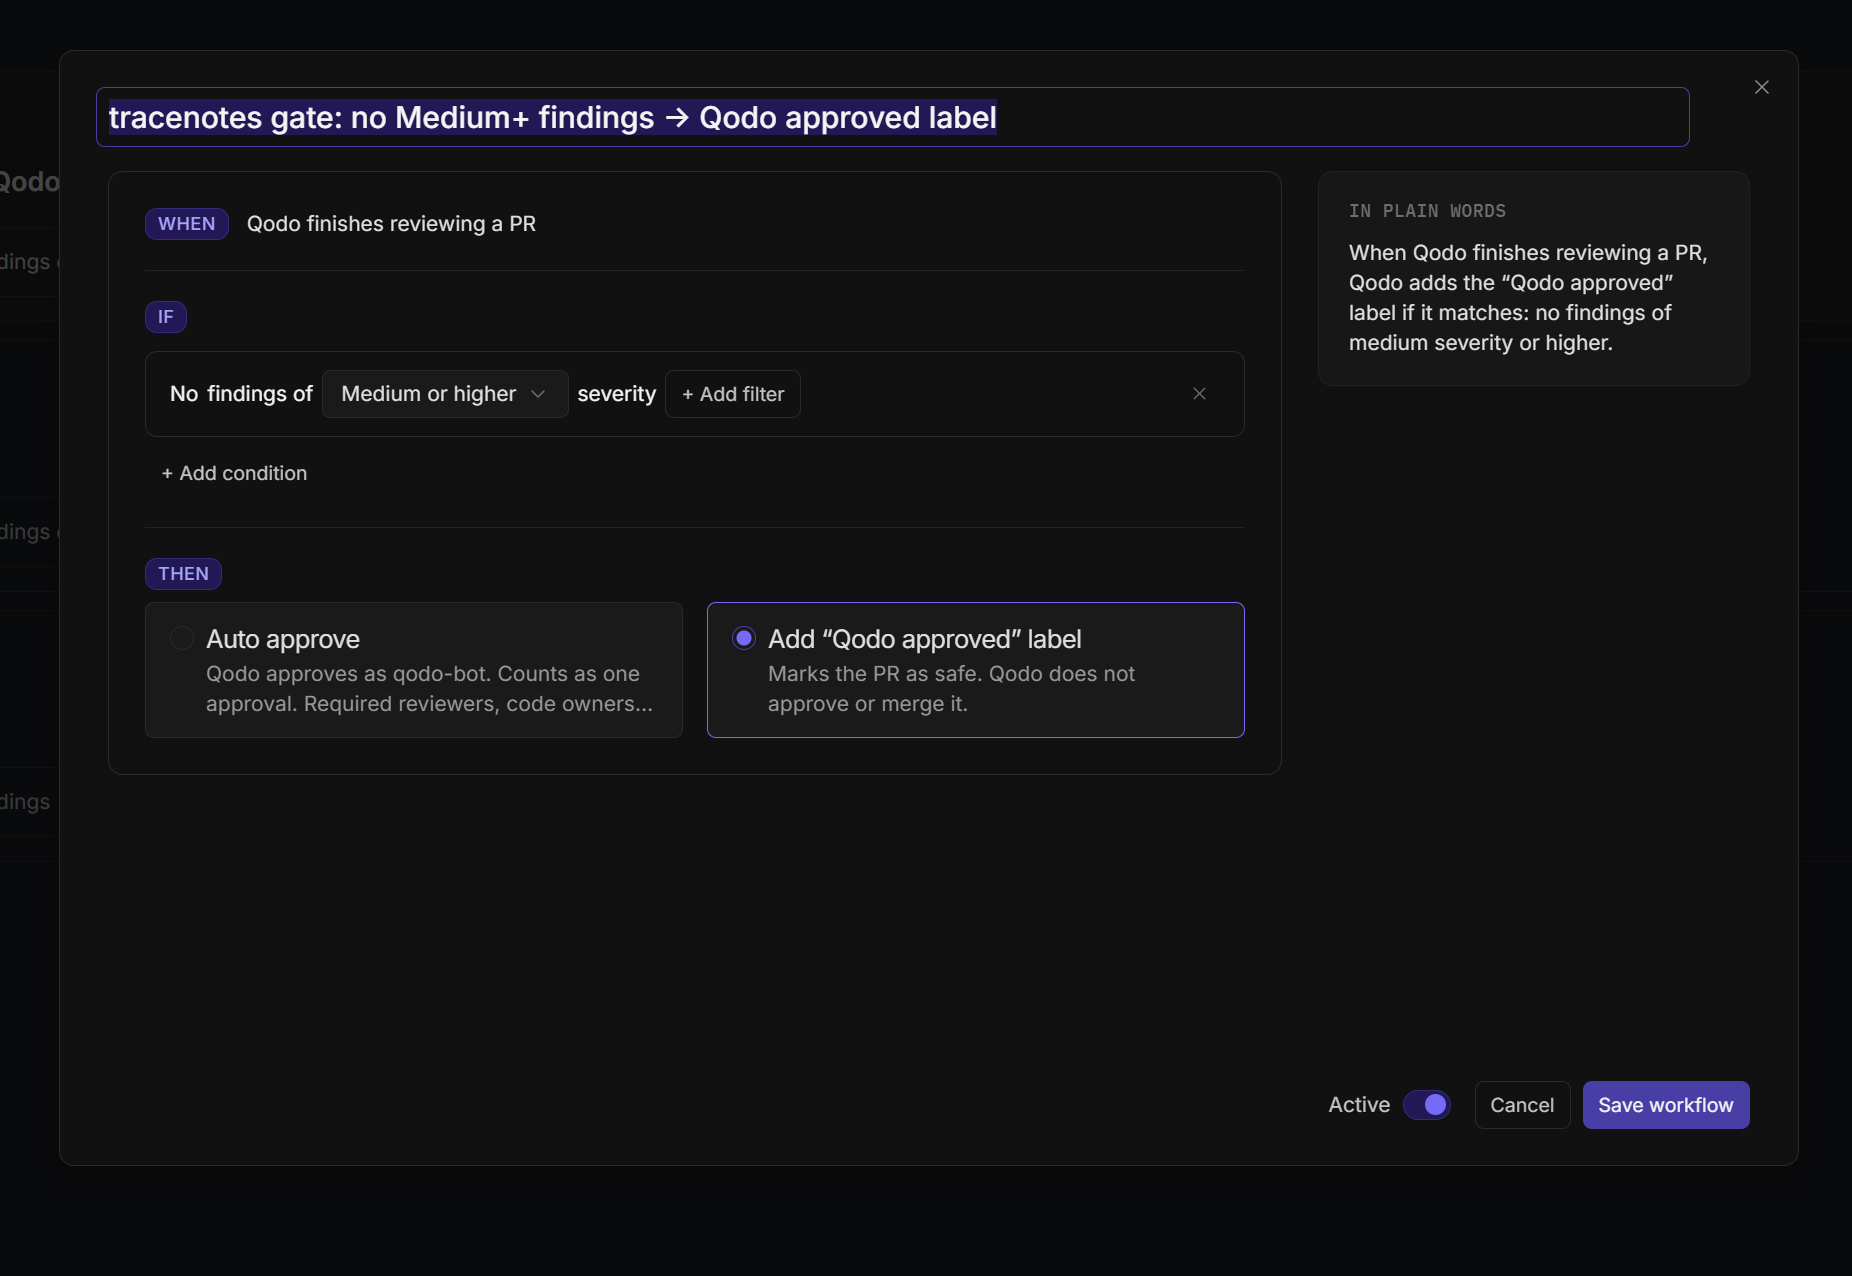 tracenotes gate: no Medium+ findings → Qodo approved label
WHEN Qodo finishes reviewing a PR
IF
No findings of Medium or higher severity + Add filter
+ Add condition
THEN
Auto approve
Qodo approves as qodo-bot. Counts as one
approval. Required reviewers, code owners...
Add “Qodo approved” label
Marks the PR as safe. Qodo does not
approve or merge it.
IN PLAIN WORDS
When Qodo finishes reviewing a PR,
Qodo adds the “Qodo approved”
label if it matches: no findings of
medium severity or higher.
Active Cancel Save workflow
Qodo
dings
dings
dings